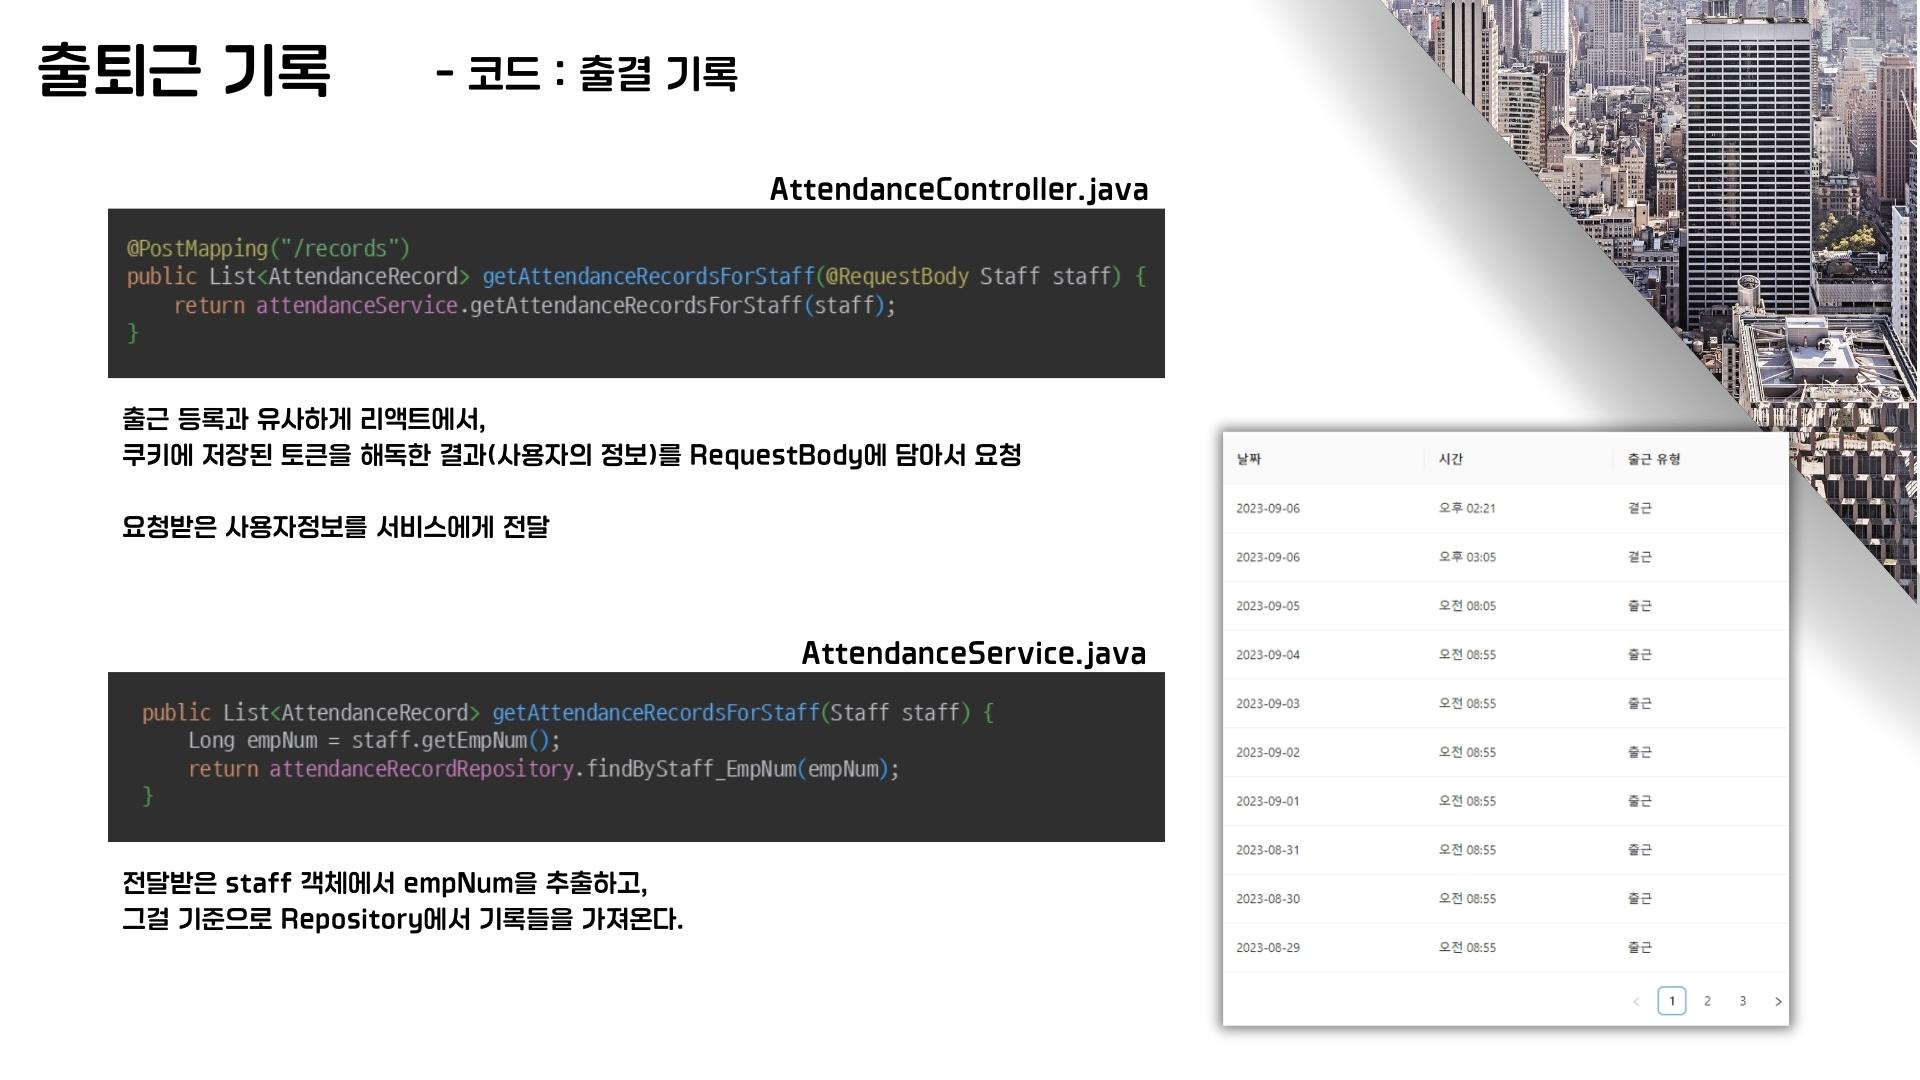 출퇴근 기록
- 코드 : 출결 기록
AttendanceController.java
@PostMapping("/records")
public List<AttendanceRecord> getAttendanceRecordsForStaff(@RequestBody Staff staff) {
    return attendanceService.getAttendanceRecordsForStaff(staff);
}
출근 등록과 유사하게 리액트에서,
쿠키에 저장된 토큰을 해독한 결과(사용자의 정보)를 RequestBody에 담아서 요청
요청받은 사용자정보를 서비스에게 전달
AttendanceService.java
public List<AttendanceRecord> getAttendanceRecordsForStaff(Staff staff) {
    Long empNum = staff.getEmpNum();
    return attendanceRecordRepository.findByStaff_EmpNum(empNum);
}
전달받은 staff 객체에서 empNum을 추출하고,
그걸 기준으로 Repository에서 기록들을 가져온다.
날짜 시간 출근 유형
2023-09-06 오후 02:21 결근
2023-09-06 오후 03:05 결근
2023-09-05 오전 08:05 출근
2023-09-04 오전 08:55 출근
2023-09-03 오전 08:55 출근
2023-09-02 오전 08:55 출근
2023-09-01 오전 08:55 출근
2023-08-31 오전 08:55 출근
2023-08-30 오전 08:55 출근
2023-08-29 오전 08:55 출근
< 1 2 3 >